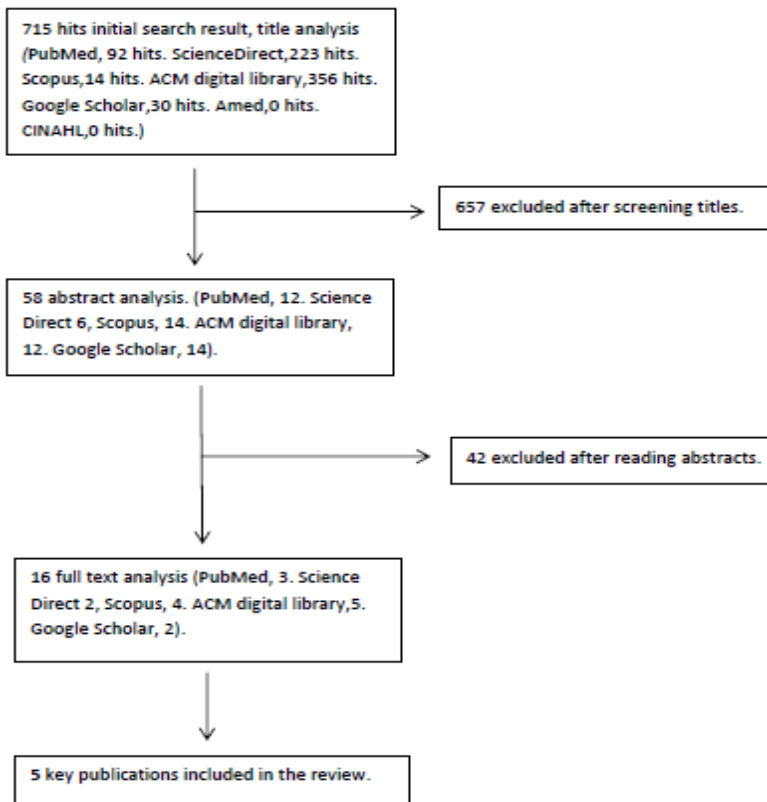 715 hits initial search result, title analysis
(PubMed, 92 hits. ScienceDirect,223 hits.
Scopus,14 hits. ACM digital library,356 hits.
Google Scholar,30 hits. Amed,0 hits.
CINAHL,0 hits.)
657 excluded after screening titles.
58 abstract analysis. (PubMed, 12. Science
Direct 6, Scopus, 14. ACM digital library,
12. Google Scholar, 14).
42 excluded after reading abstracts.
16 full text analysis (PubMed, 3. Science
Direct 2, Scopus, 4. ACM digital library,5.
Google Scholar, 2).
5 key publications included in the review.